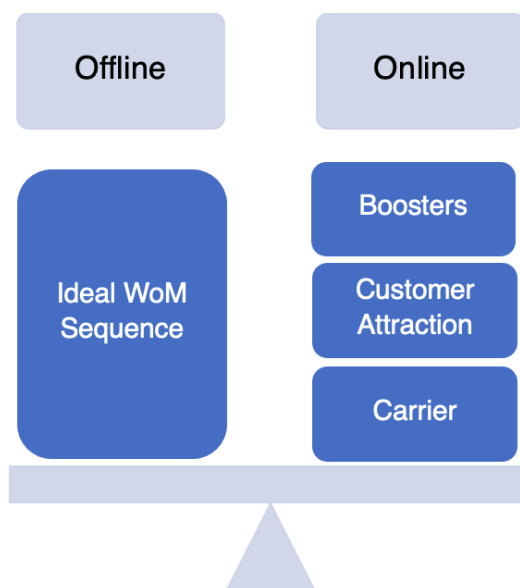 Offline
Online
Ideal WoM
Sequence
Boosters
Customer
Attraction
Carrier